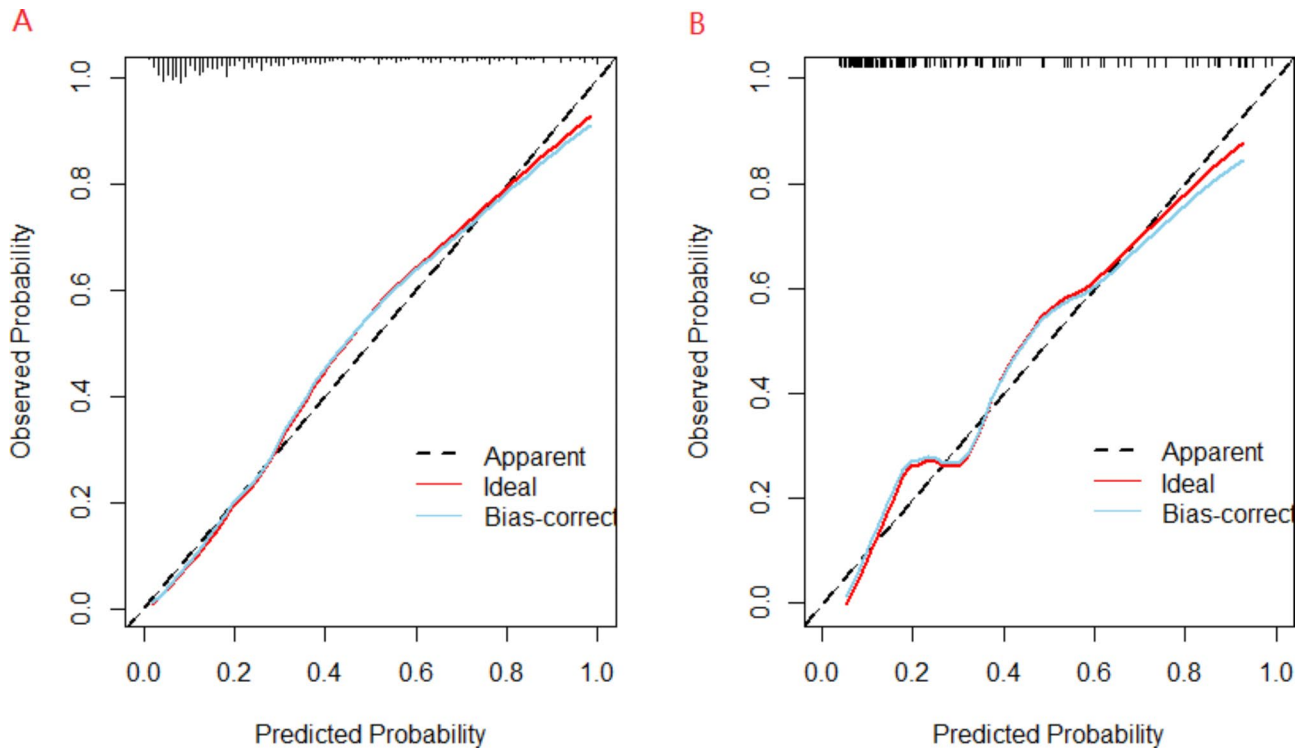 A
Observed Probability
1.0
0.8
0.6
0.4
0.2
0.0
Apparent
Ideal
Bias-correct
0.0 0.2 0.4 0.6 0.8 1.0
Predicted Probability
B
Observed Probability
1.0
0.8
0.6
0.4
0.2
0.0
Apparent
Ideal
Bias-correct
0.0 0.2 0.4 0.6 0.8 1.0
Predicted Probability